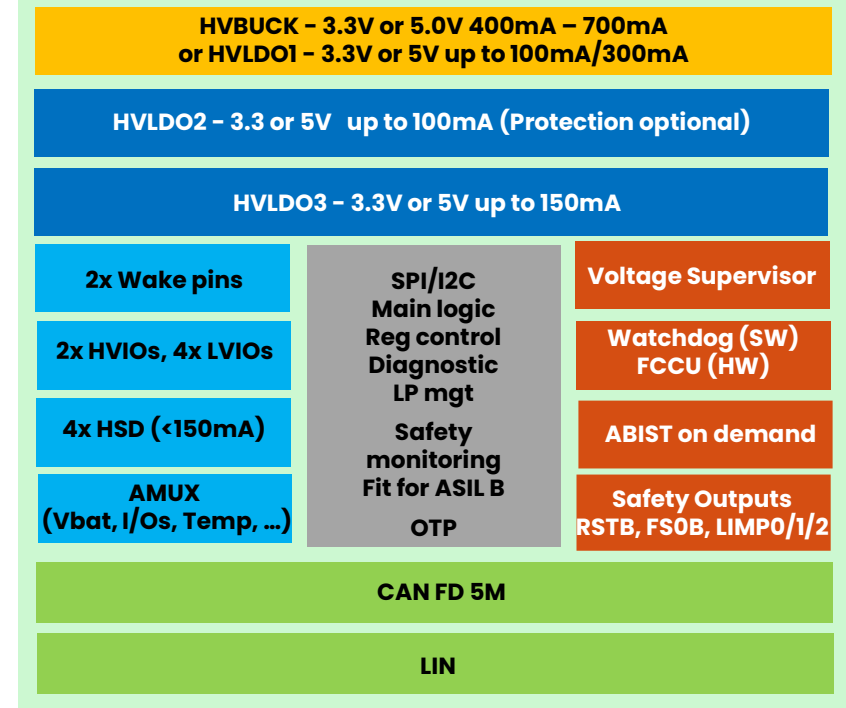 HVBUCK - 3.3V or 5.0V 400mA – 700mA
or HVLDO1 - 3.3V or 5V up to 100mA/300mA
HVLDO2 - 3.3 or 5V up to 100mA (Protection optional)
HVLDO3 - 3.3V or 5V up to 150mA
2x Wake pins
2x HVIOs, 4x LVIOs
4x HSD (<150mA)
AMUX
(Vbat, I/Os, Temp, ...)
SPI/I2C
Main logic
Reg control
Diagnostic
LP mgt
Safety
monitoring
Fit for ASIL B
OTP
Voltage Supervisor
Watchdog (SW)
FCCU (HW)
ABIST on demand
Safety Outputs
RSTB, FS0B, LIMP0/1/2
CAN FD 5M
LIN